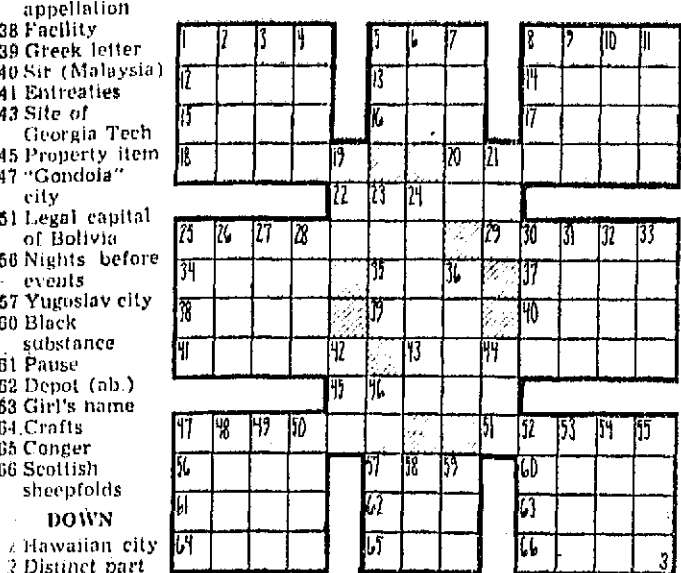 appellation
38 Facility
39 Greek letter
40 Sir (Malaysia)
41 Entreaties
43 Site of
Georgia Tech
45 Property item
47 "Gondola"
city
51 Legal capital
of Bolivia
56 Nights before
events
57 Yugoslav city
60 Black
substance
61 Pause
62 Depot (ab.)
63 Girl's name
64 Crafts
65 Conger
66 Scottish
sheepfolds
DOWN
Hawaiian city
2 Distinct part
1 2 3 4 5 6 7 8 9 10 11
12 13 14
15 16 17
18 19 20 21
22 23 24
25 26 27 28 29 30 31 32 33
34 35 36 37
38 39 40
41 42 43 44
45 46
47 48 49 50 51 52 53 54 55
56 57 58 59 60
61 62 63
64 65 66
3